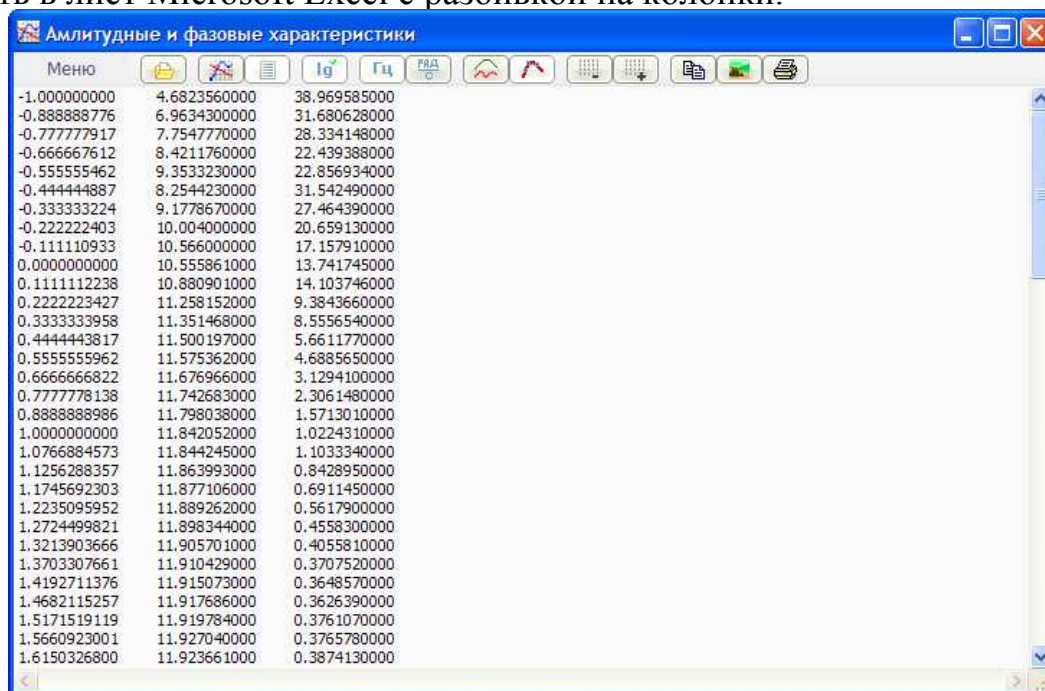 в лист Microsoft Excel с разбивкой на колонки.
Амлитудные и фазовые характеристики
Меню lg Гц РАД
-1.000000000 4.6823560000 38.969585000
-0.888888776 6.9634300000 31.680628000
-0.777777917 7.7547770000 28.334148000
-0.666667612 8.4211760000 22.439388000
-0.555555462 9.3533230000 22.856934000
-0.444444887 8.2544230000 31.542490000
-0.333333224 9.1778670000 27.464390000
-0.222222403 10.004000000 20.659130000
-0.111110933 10.566000000 17.157910000
0.0000000000 10.555861000 13.741745000
0.1111112238 10.880901000 14.103746000
0.2222223427 11.258152000 9.3843660000
0.3333333958 11.351468000 8.5556540000
0.4444443817 11.500197000 5.6611770000
0.5555555962 11.575362000 4.6885650000
0.6666666822 11.676966000 3.1294100000
0.7777778138 11.742683000 2.3061480000
0.8888888986 11.798038000 1.5713010000
1.0000000000 11.842052000 1.0224310000
1.0766884573 11.844245000 1.1033340000
1.1256288357 11.863993000 0.8428950000
1.1745692303 11.877106000 0.6911450000
1.2235095952 11.889262000 0.5617900000
1.2724499821 11.898344000 0.4558300000
1.3213903666 11.905701000 0.4055810000
1.3703307661 11.910429000 0.3707520000
1.4192711376 11.915073000 0.3648570000
1.4682115257 11.917686000 0.3626390000
1.5171519119 11.919784000 0.3761070000
1.5660923001 11.927040000 0.3765780000
1.6150326800 11.923661000 0.3874130000